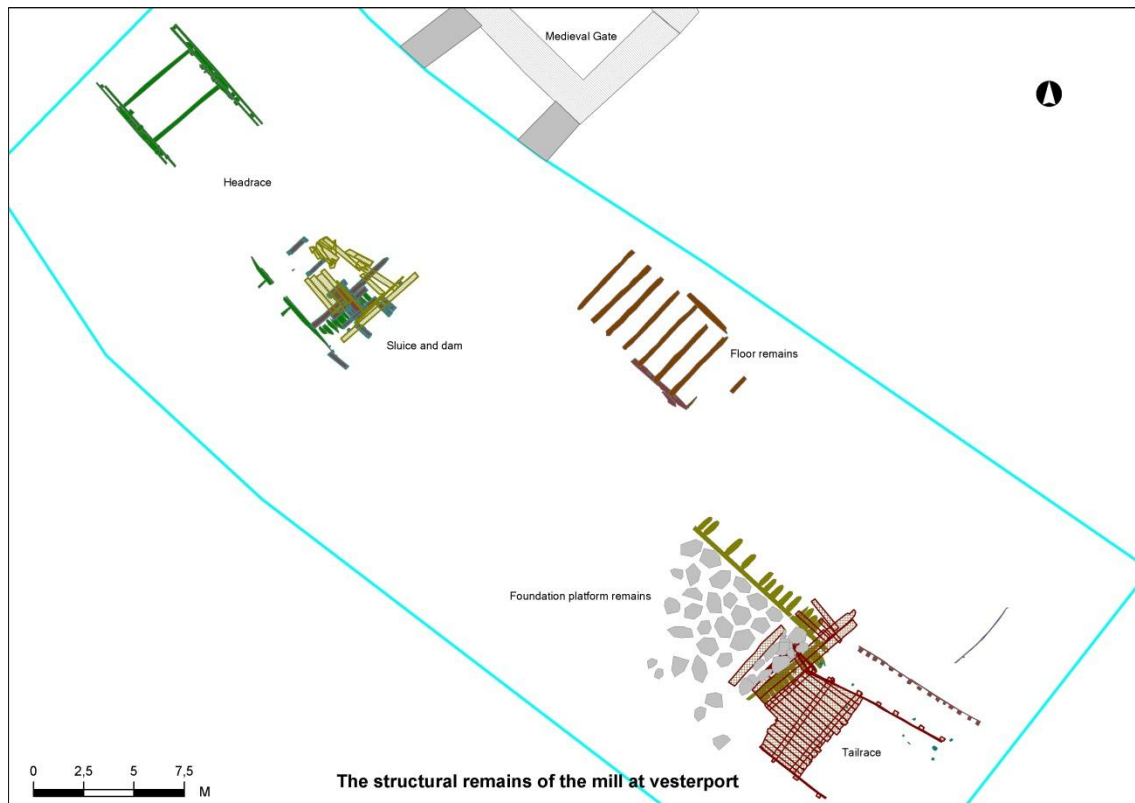 Medieval Gate
Headrace
Sluice and dam
Floor remains
Foundation platform remains
Tailrace
0 2,5 5 7,5
M
The structural remains of the mill at vesterport